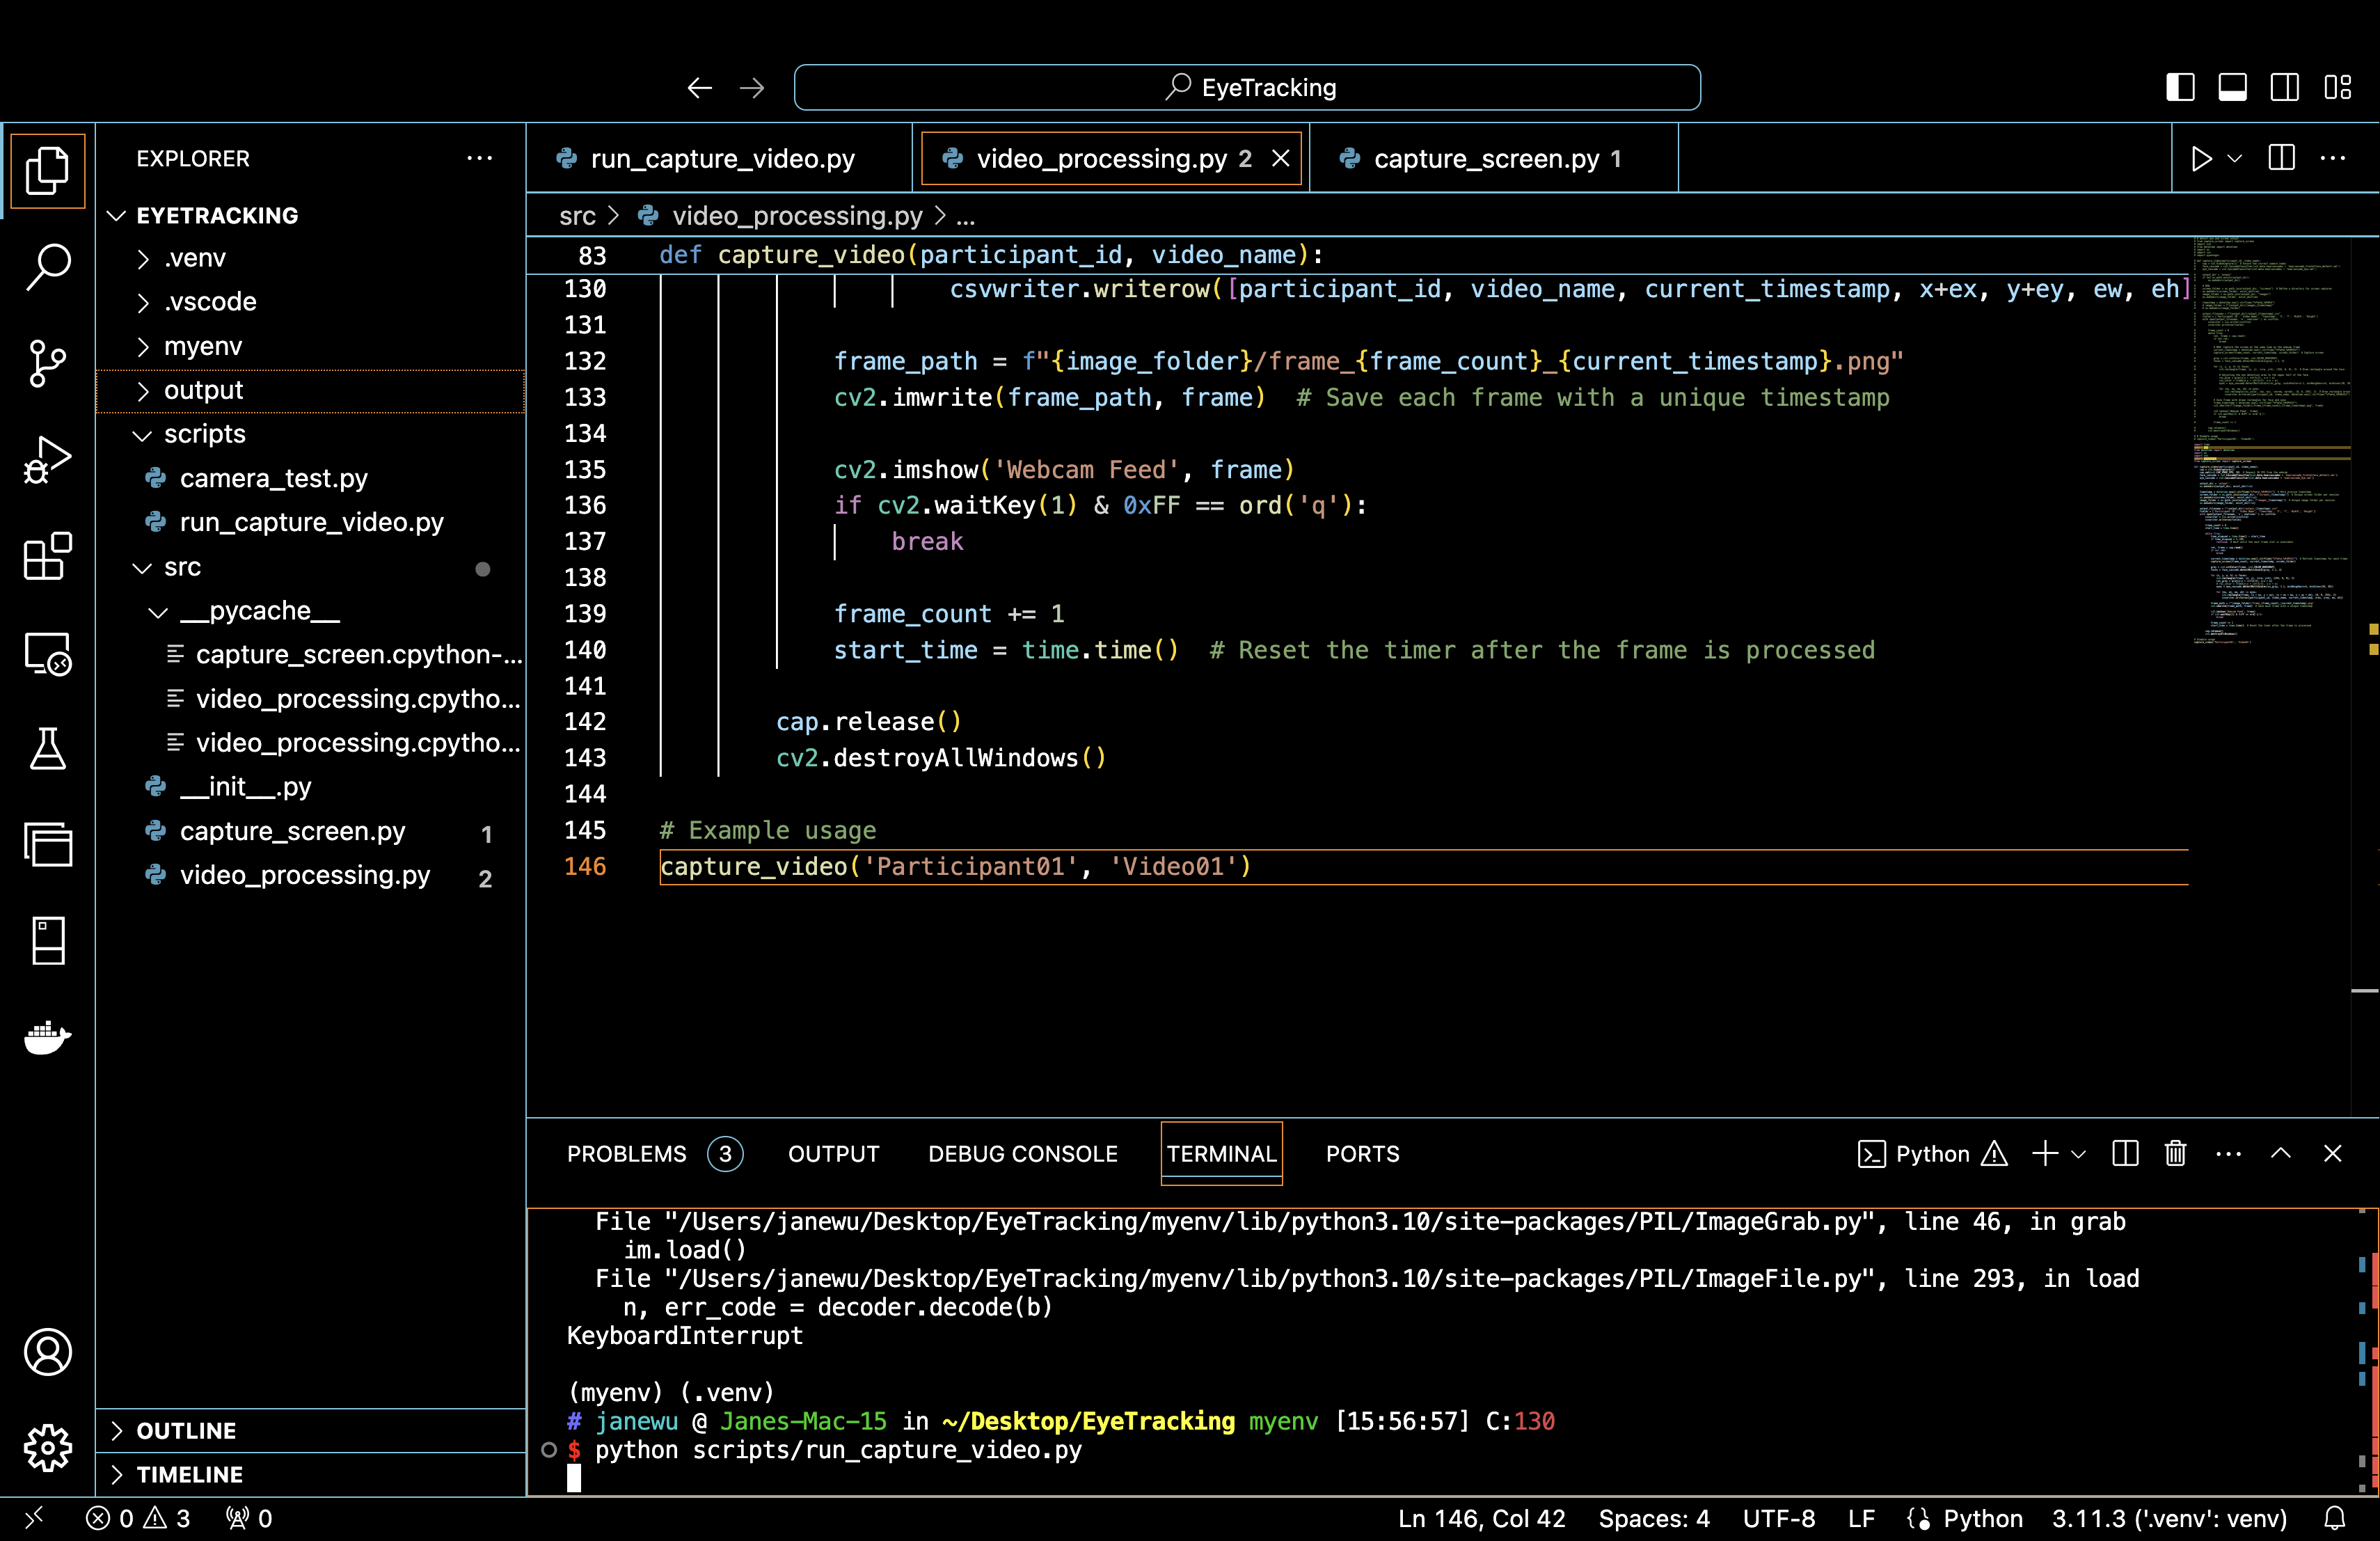 EyeTracking
EXPLORER
EYETRACKING
.venv
.vscode
myenv
output
scripts
camera_test.py
run_capture_video.py
src
__pycache__
capture_screen.cpython-...
video_processing.cpytho...
video_processing.cpytho...
__init__.py
capture_screen.py 1
video_processing.py 2
OUTLINE
TIMELINE
run_capture_video.py
video_processing.py 2
capture_screen.py 1
src > video_processing.py > ...
83 def capture_video(participant_id, video_name):
130 csvwriter.writerow([participant_id, video_name, current_timestamp, x+ex, y+ey, ew, eh]
131
132 frame_path = f"{image_folder}/frame_{frame_count}_{current_timestamp}.png"
133 cv2.imwrite(frame_path, frame)  # Save each frame with a unique timestamp
134
135 cv2.imshow('Webcam Feed', frame)
136 if cv2.waitKey(1) & 0xFF == ord('q'):
137 break
138
139 frame_count += 1
140 start_time = time.time()  # Reset the timer after the frame is processed
141
142 cap.release()
143 cv2.destroyAllWindows()
144
145 # Example usage
146 capture_video('Participant01', 'Video01')
PROBLEMS 3 OUTPUT DEBUG CONSOLE TERMINAL PORTS
Python
File "/Users/janewu/Desktop/EyeTracking/myenv/lib/python3.10/site-packages/PIL/ImageGrab.py", line 46, in grab
im.load()
File "/Users/janewu/Desktop/EyeTracking/myenv/lib/python3.10/site-packages/PIL/ImageFile.py", line 293, in load
n, err_code = decoder.decode(b)
KeyboardInterrupt
(myenv) (.venv)
# janewu @ Janes-Mac-15 in ~/Desktop/EyeTracking myenv [15:56:57] C:130
$ python scripts/run_capture_video.py
0 3 0
Ln 146, Col 42 Spaces: 4 UTF-8 LF Python 3.11.3 ('.venv': venv)